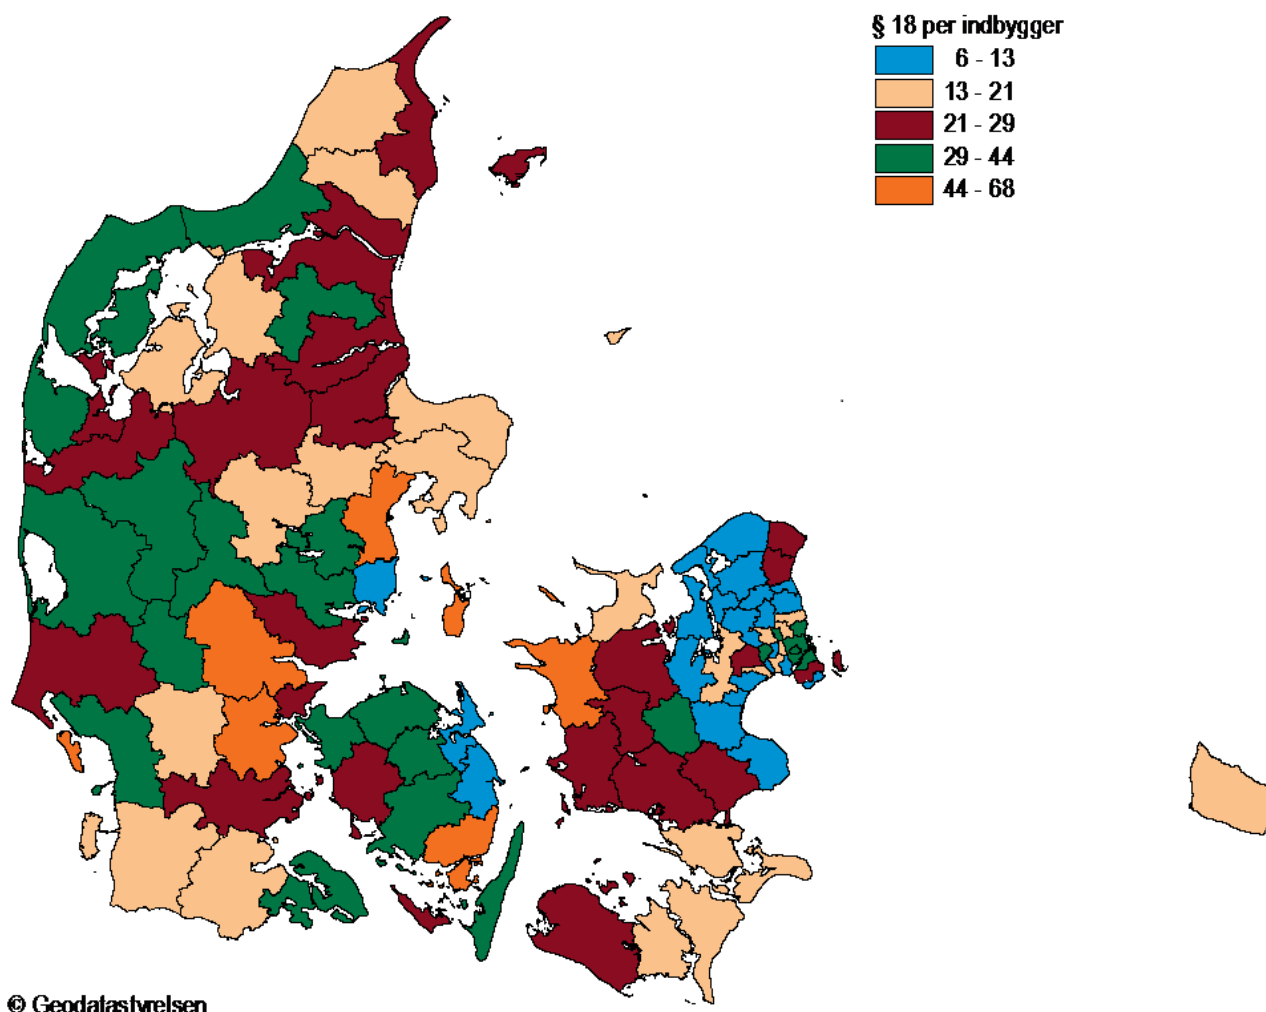 § 18 per indbygger
6 - 13
13 - 21
21 - 29
29 - 44
44 - 68
© Geodatastyrelsen